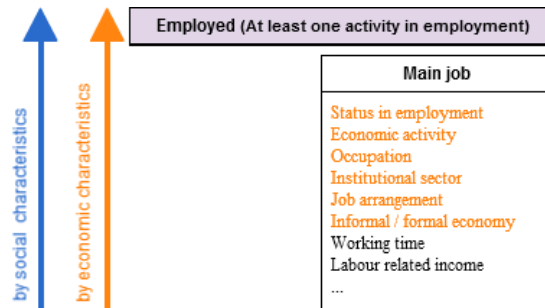 Employed (At least one activity in employment)
by social characteristics
by economic characteristics
Main job
Status in employment
Economic activity
Occupation
Institutional sector
Job arrangement
Informal / formal economy
Working time
Labour related income
...